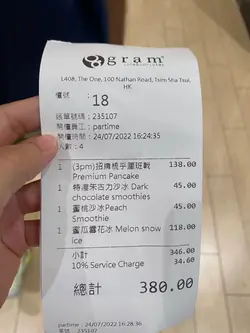 gram
L408, The One, 100 Nathan Road, Tsim Sha Tsui,
HK
檯號 : 18
賬單號碼 : 235107
開檯員工 : partime
開檯時間 : 24/07/2022 16:24:35
人數 : 4
1 (3pm)招牌梳乎厘班戟 138.00
Premium Pancake
1 特濃朱古力沙冰 Dark 45.00
chocolate smoothies
1 蜜桃沙冰Peach 45.00
Smoothie
1 蜜瓜雪花冰 Melon snow 118.00
ice
小計 346.00
10% Service Charge 34.60
總計 380.00
partime : 24/07/2022 16:28:36
235107